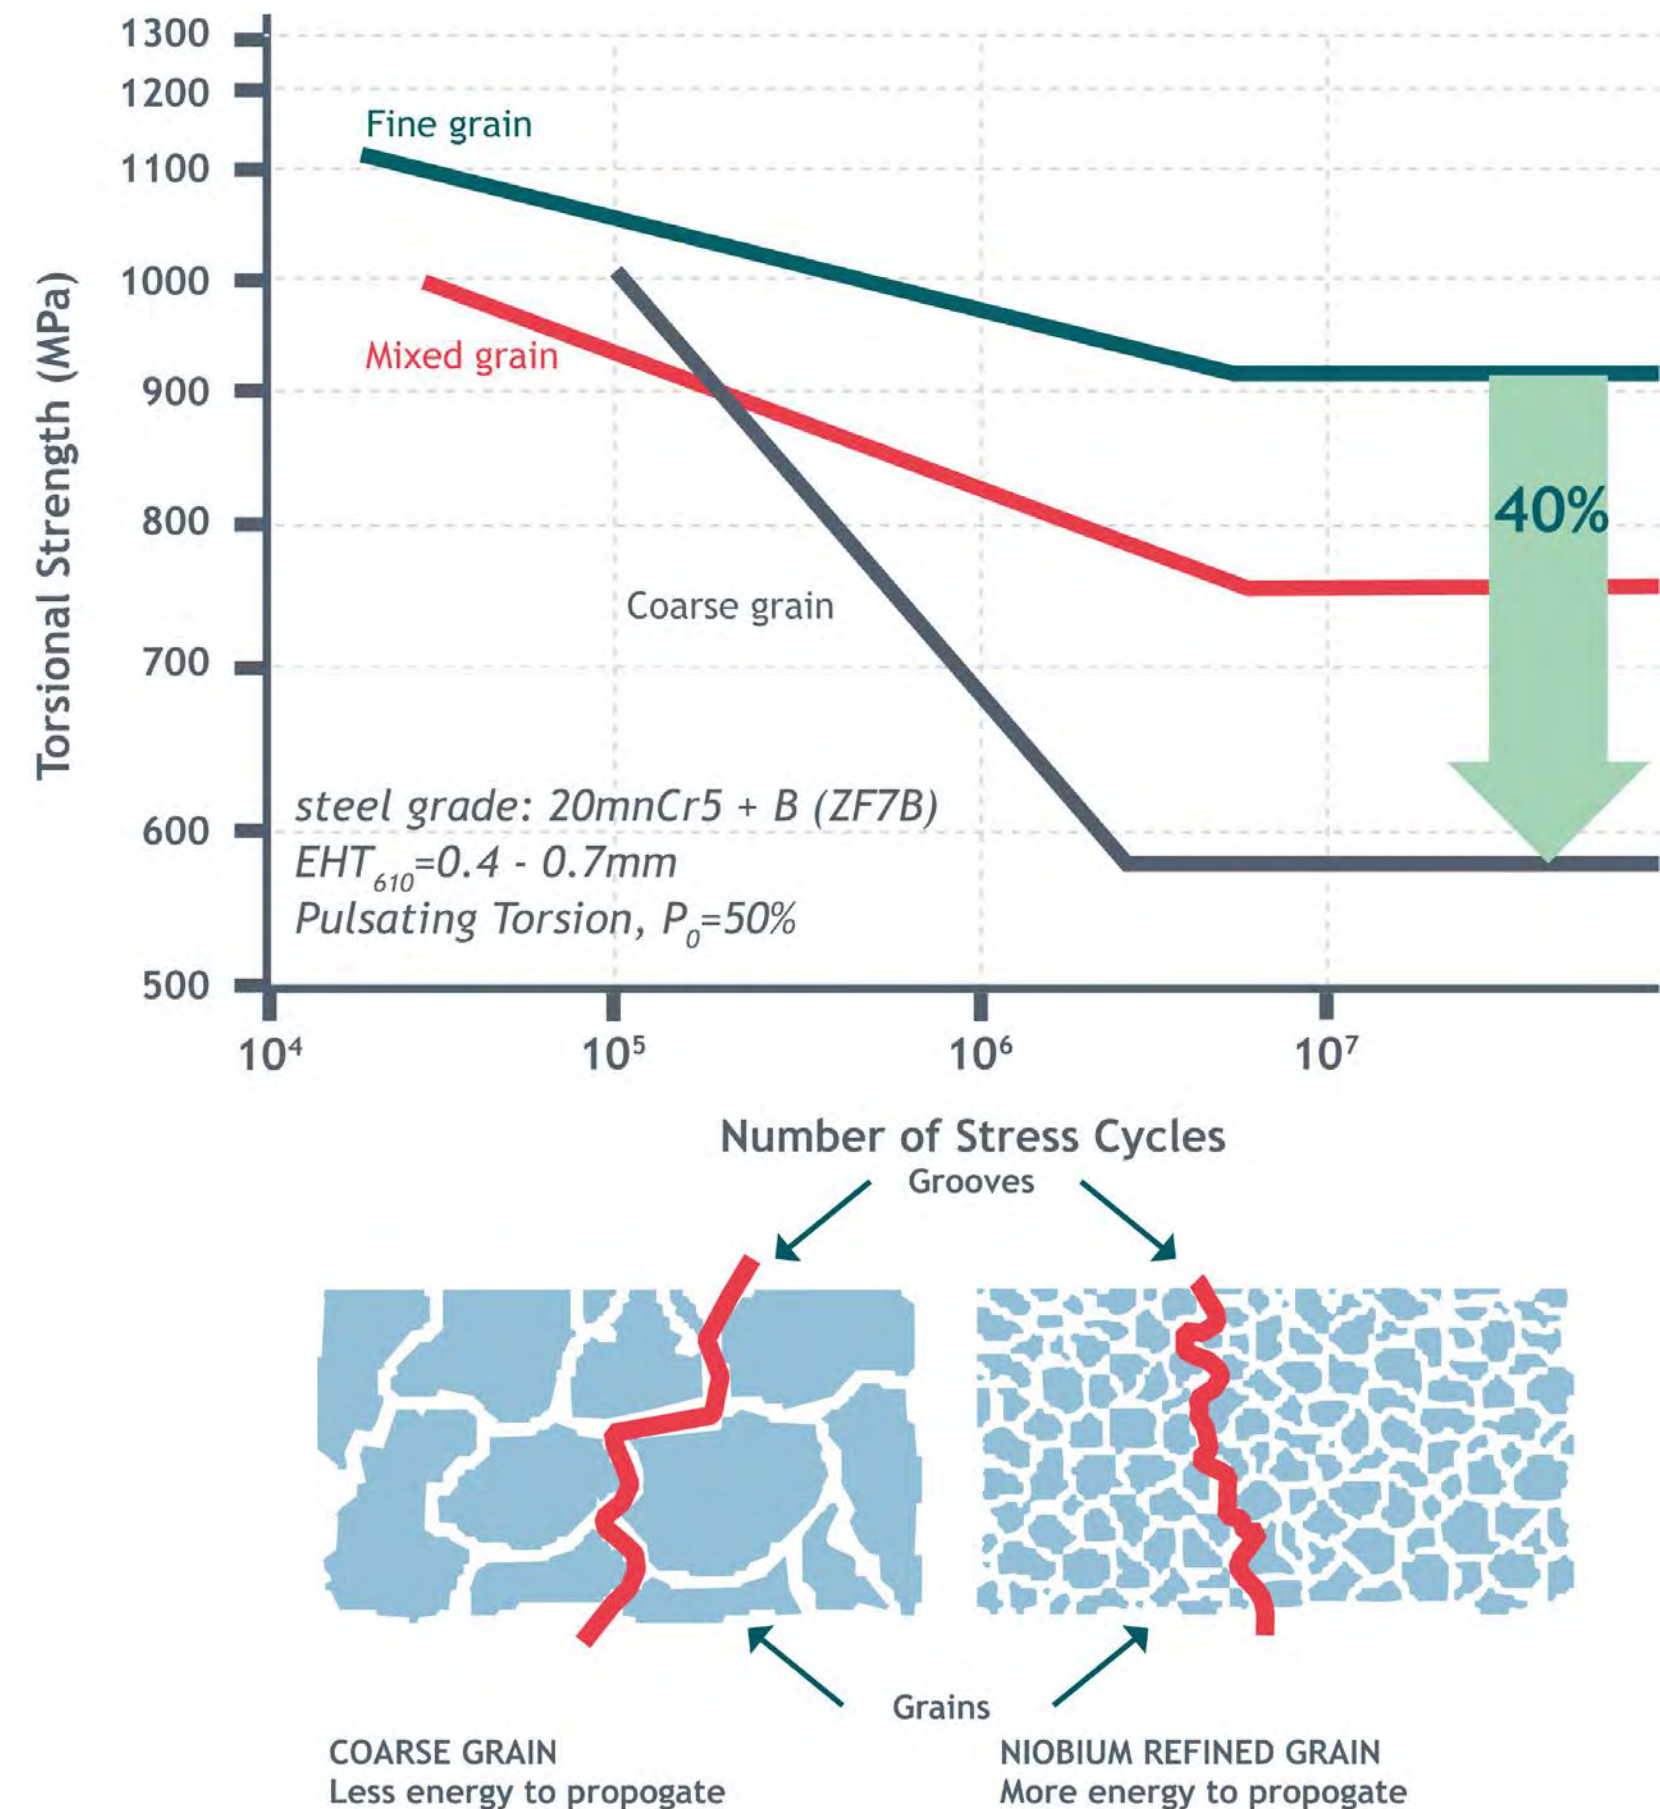 1300
1200
Fine grain
1100
1000
Mixed grain
900
40%
800
Coarse grain
700
Torsional Strength (MPa)
steel grade: 20mnCr5 + B (ZF7B)
600
EHT610=0.4 - 0.7mm
Pulsating Torsion, P0=50%
500
10⁴ 10⁵ 10⁶ 10⁷
Number of Stress Cycles
Grooves
Grains
COARSE GRAIN
Less energy to propogate
NIOBIUM REFINED GRAIN
More energy to propogate